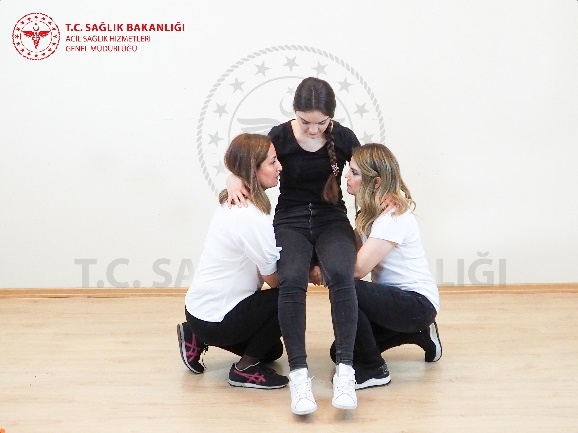 T.C. SAĞLIK BAKANLIĞI
ACİL SAĞLIK HİZMETLERİ
GENEL MÜDÜRLÜĞÜ